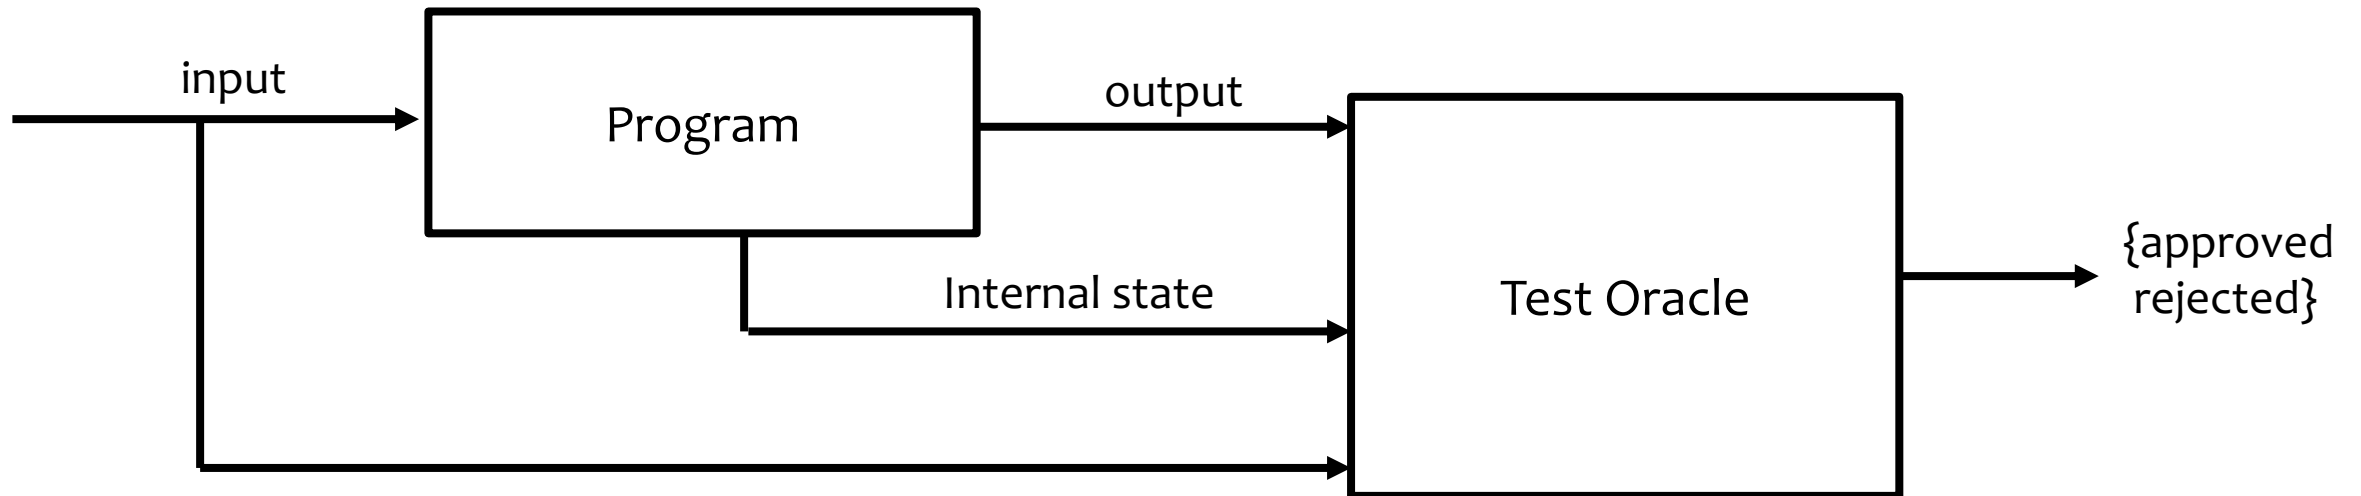 input
Program
output
Internal state
Test Oracle
{approved
rejected}